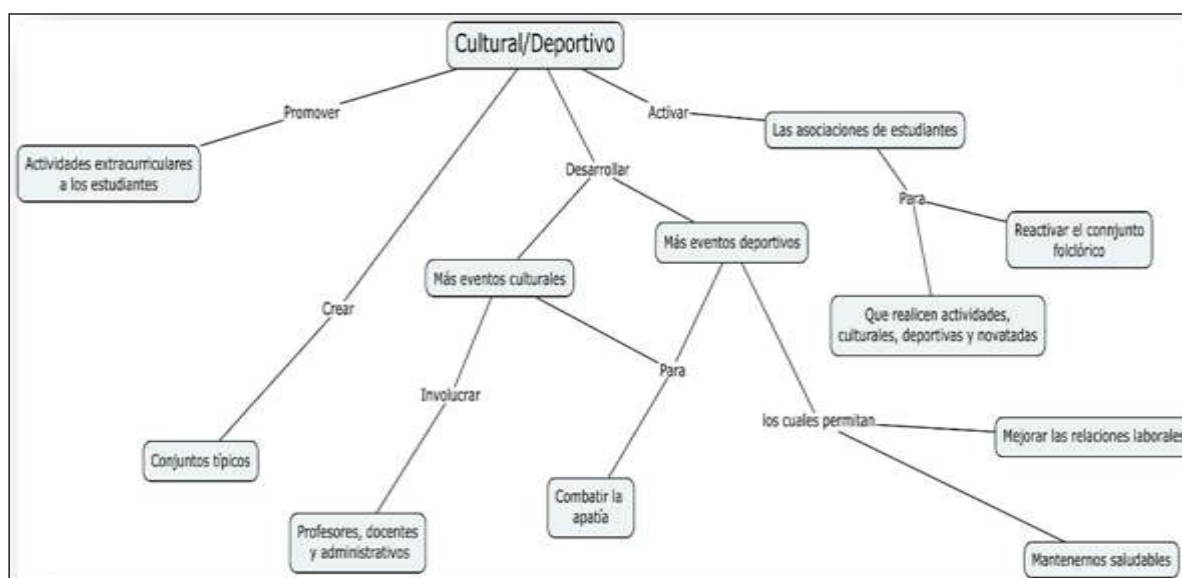 Cultural/Deportivo
Promover
Activar
Actividades extracurriculares
a los estudiantes
Las asociaciones de estudiantes
Desarrollar
Para
Más eventos deportivos
Reactivar el connjunto
folclórico
Más eventos culturales
Crear
Que realicen actividades,
culturales, deportivas y novatadas
Para
Involucrar
los cuales permitan
Mejorar las relaciones laborales
Conjuntos típicos
Combatir la
apatía
Profesores, docentes
y administrativos
Mantenernos saludables